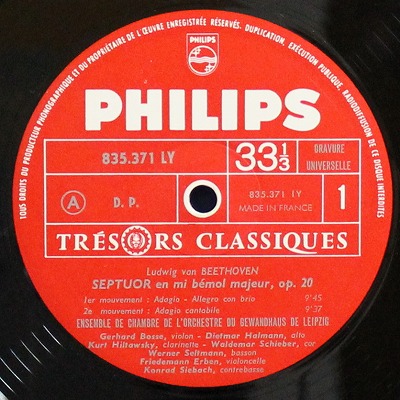 TOUS DROITS DU PRODUCTEUR PHONOGRAPHIQUE ET DU PROPRIÉTAIRE DE L'ŒUVRE ENREGISTRÉE RÉSERVÉS. DUPLICATION, EXÉCUTION PUBLIQUE, RADIODIFFUSION DE CE DISQUE INTERDITES
PHILIPS
PHILIPS
835.371 LY
33 1/3
GRAVURE
UNIVERSELLE
A
D. P.
835.371 LY
MADE IN FRANCE
1
TRÉSORS CLASSIQUES
Ludwig van BEETHOVEN
SEPTUOR en mi bémol majeur, op. 20
1er mouvement : Adagio - Allegro con brio 9'45
2e mouvement : Adagio cantabile 9'37
ENSEMBLE DE CHAMBRE DE L'ORCHESTRE DU GEWANDHAUS DE LEIPZIG
Gerhard Bosse, violon - Dietmar Halmann, alto
Kurt Hiltawsky, clarinette - Waldemar Schieber, cor
Werner Seltmann, basson
Friedemann Erben, violoncelle
Konrad Siebach, contrebasse